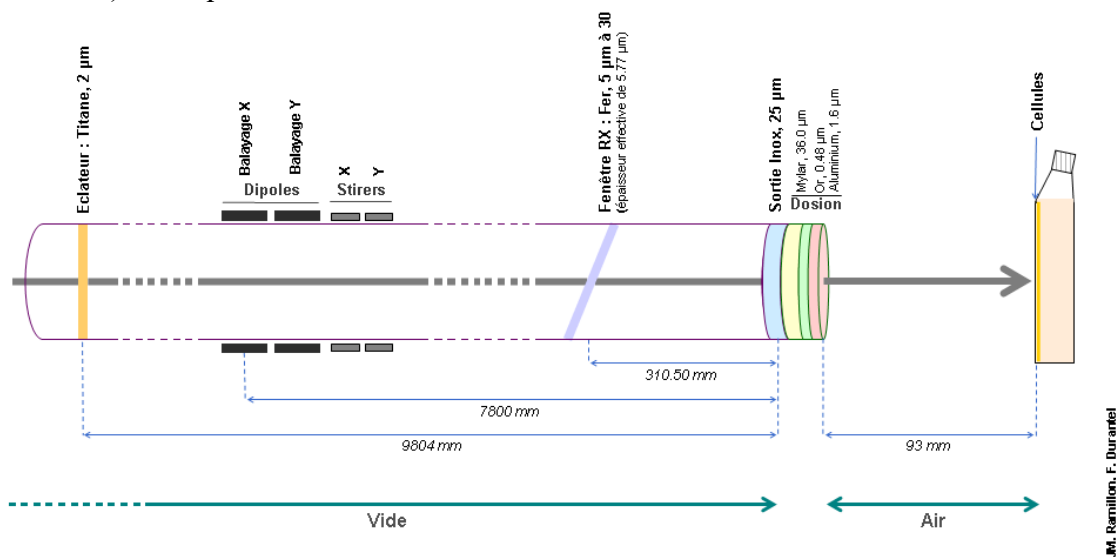 Eclateur : Titane, 2 µm
Balayage X
Balayage Y
Dipoles
X
Y
Stirers
Fenêtre RX : Fer, 5 µm à 30
(épaisseur effective de 5.77 µm)
Sortie Inox, 25 µm
Mylar, 36.0 µm
Or, 0.48 µm
Aluminium, 1.6 µm
Dosion
Cellules
310.50 mm
7800 mm
9804 mm
93 mm
Vide
Air
JM. Ramillon, F. Durantel